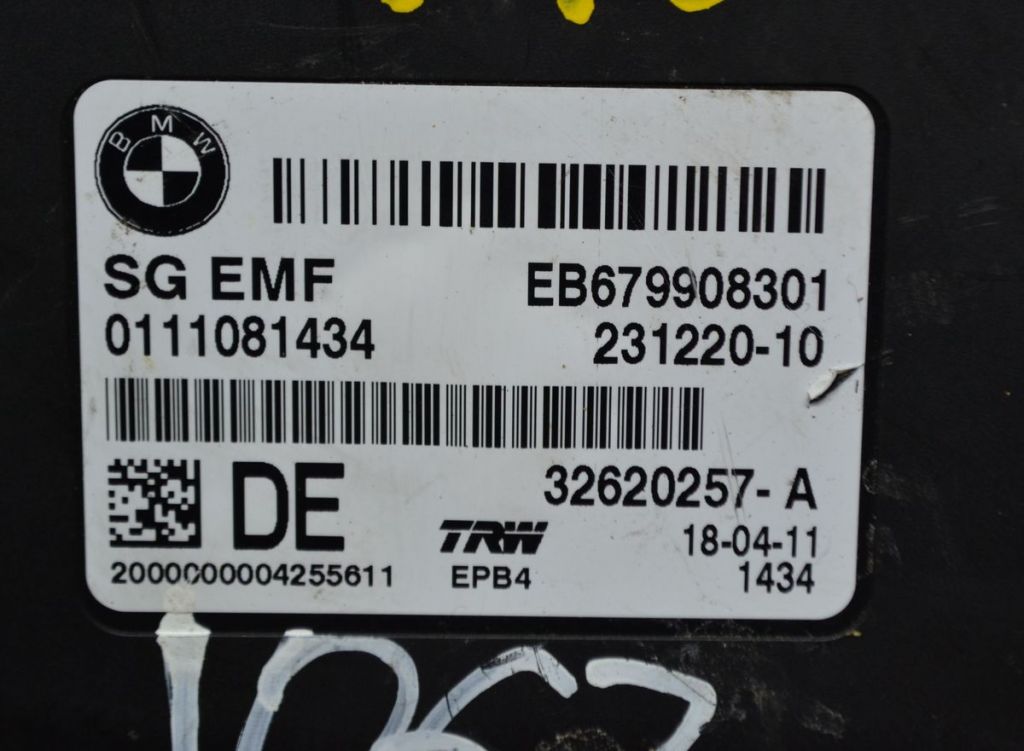 BMW
SG EMF
EB679908301
0111081434
231220-10
DE
32620257- A
TRW
18-04-11
2000000004255611
EPB4
1434